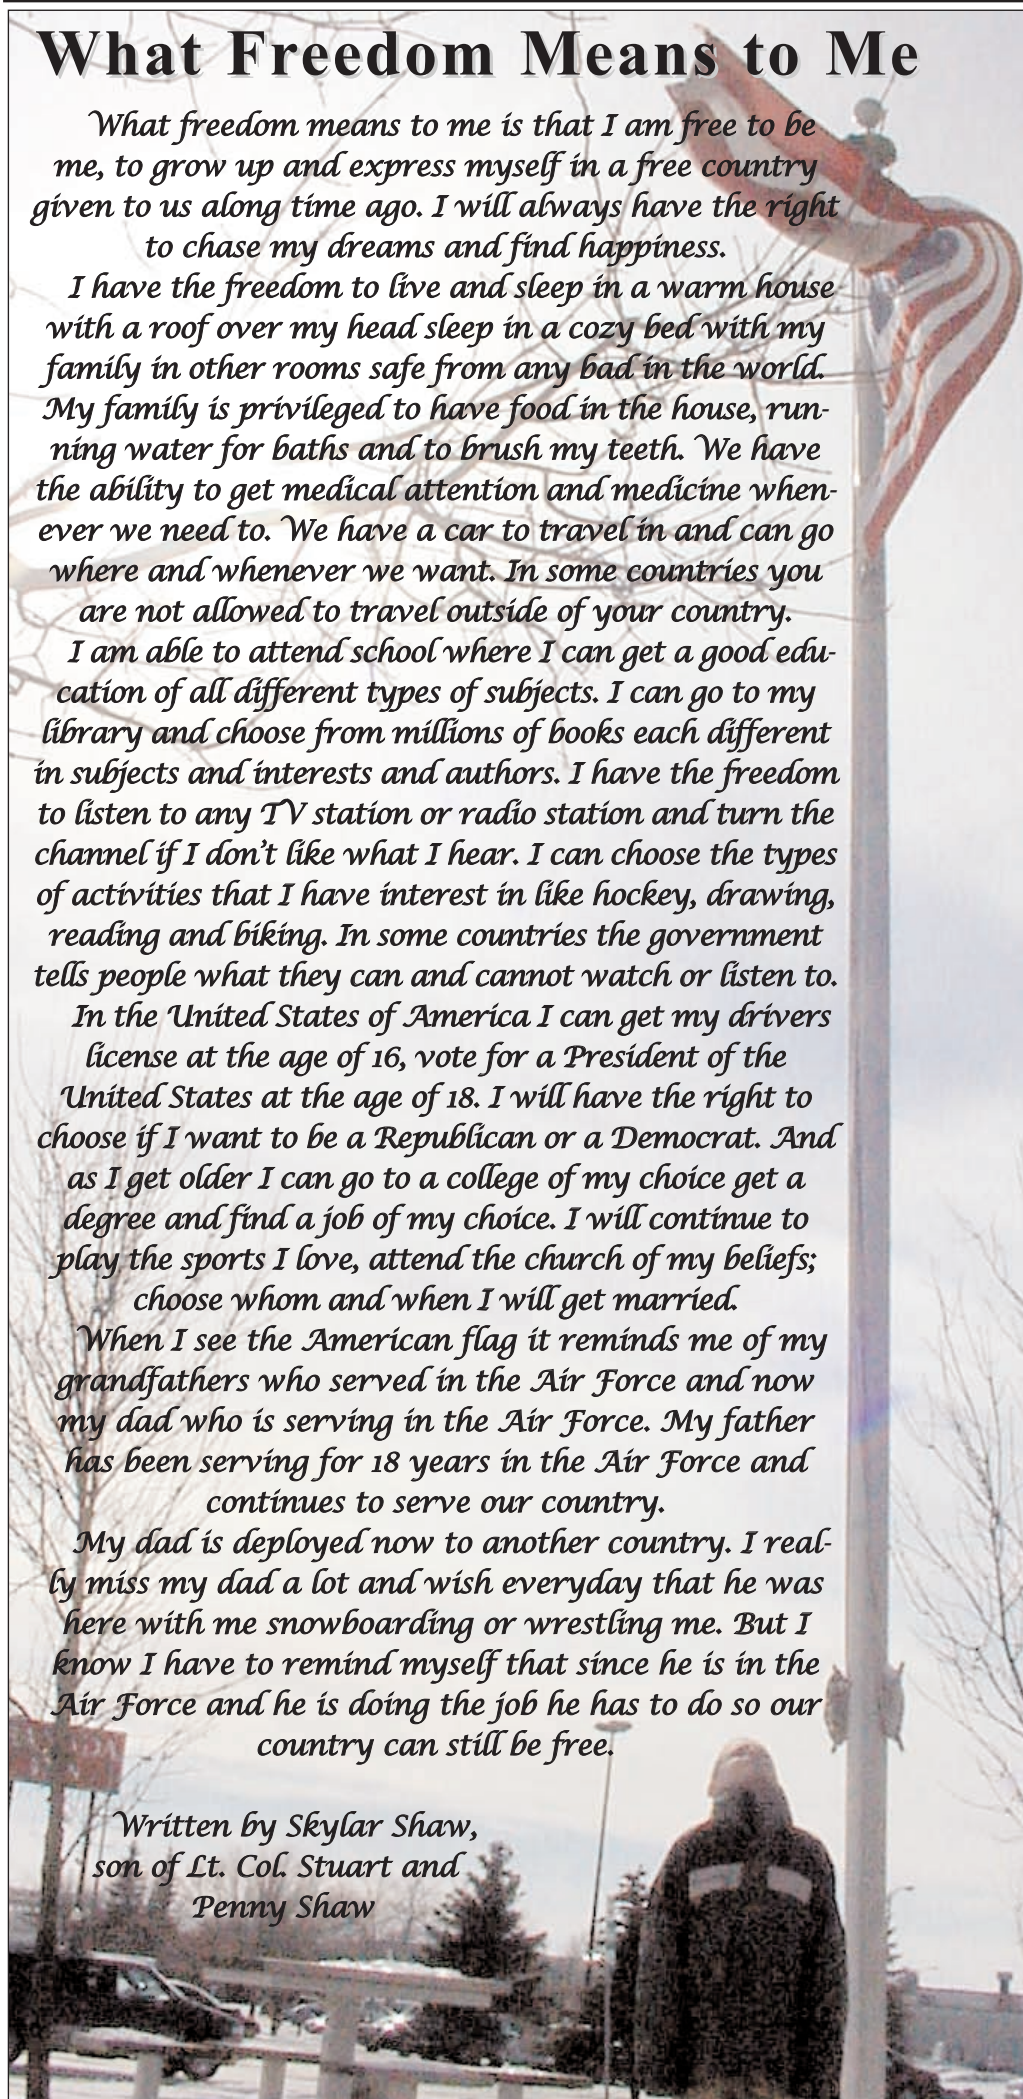 What Freedom Means to Me
What freedom means to me is that I am free to be
me, to grow up and express myself in a free country
given to us along time ago. I will always have the right
to chase my dreams and find happiness.
I have the freedom to live and sleep in a warm house
with a roof over my head sleep in a cozy bed with my
family in other rooms safe from any bad in the world.
My family is privileged to have food in the house, run-
ning water for baths and to brush my teeth. We have
the ability to get medical attention and medicine when-
ever we need to. We have a car to travel in and can go
where and whenever we want. In some countries you
are not allowed to travel outside of your country.
I am able to attend school where I can get a good edu-
cation of all different types of subjects. I can go to my
library and choose from millions of books each different
in subjects and interests and authors. I have the freedom
to listen to any TV station or radio station and turn the
channel if I don't like what I hear. I can choose the types
of activities that I have interest in like hockey, drawing,
reading and biking. In some countries the government
tells people what they can and cannot watch or listen to.
In the United States of America I can get my drivers
license at the age of 16, vote for a President of the
United States at the age of 18. I will have the right to
choose if I want to be a Republican or a Democrat. And
as I get older I can go to a college of my choice get a
degree and find a job of my choice. I will continue to
play the sports I love, attend the church of my beliefs;
choose whom and when I will get married.
When I see the American flag it reminds me of my
grandfathers who served in the Air Force and now
my dad who is serving in the Air Force. My father
has been serving for 18 years in the Air Force and
continues to serve our country.
My dad is deployed now to another country. I real-
ly miss my dad a lot and wish everyday that he was
here with me snowboarding or wrestling me. But I
know I have to remind myself that since he is in the
Air Force and he is doing the job he has to do so our
country can still be free.
Written by Skylar Shaw,
son of Lt. Col. Stuart and
Penny Shaw